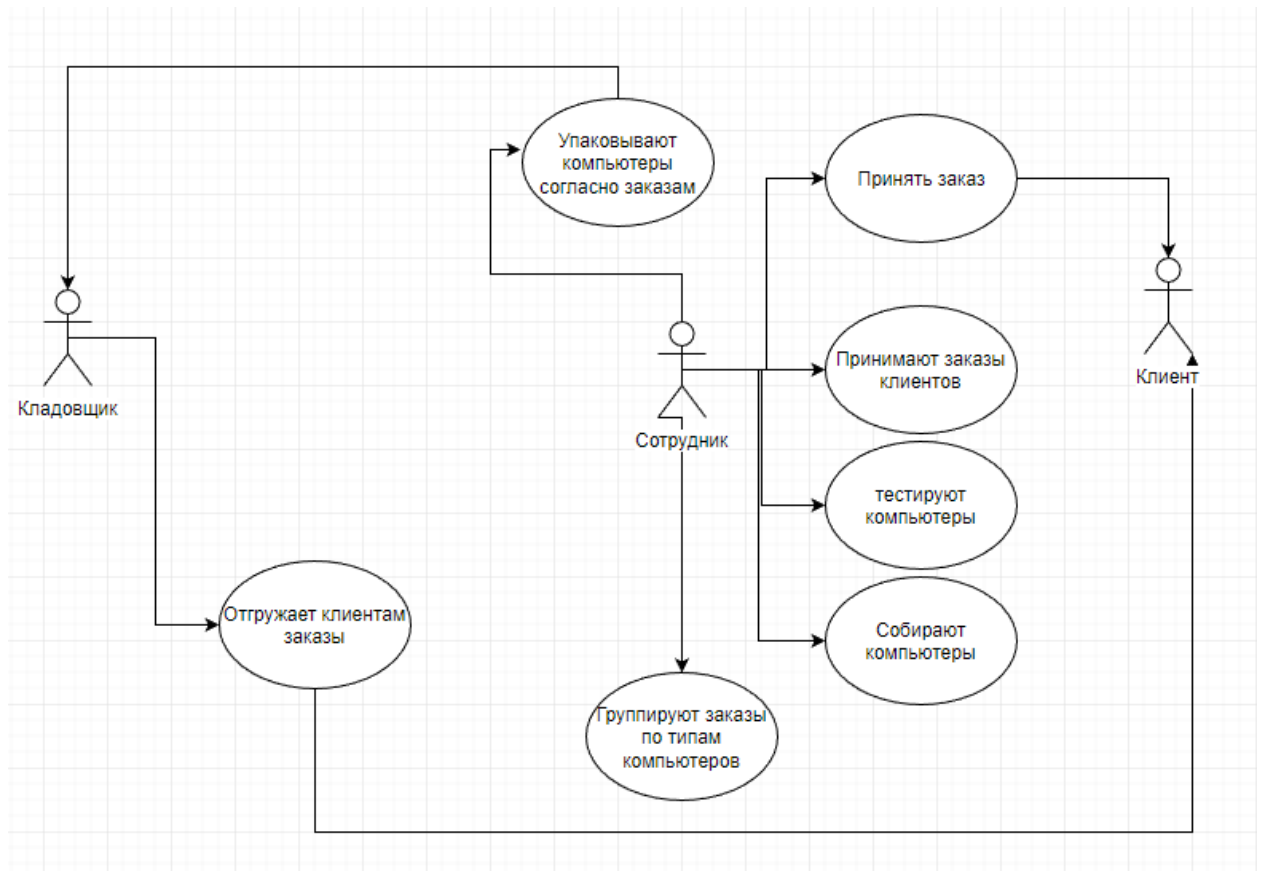 Упаковывают
компьютеры
согласно заказам
Принять заказ
Принимают заказы
клиентов
Клиент
Кладовщик
Сотрудник
тестируют
компьютеры
Отгружает клиентам
заказы
Собирают
компьютеры
Группируют заказы
по типам
компьютеров